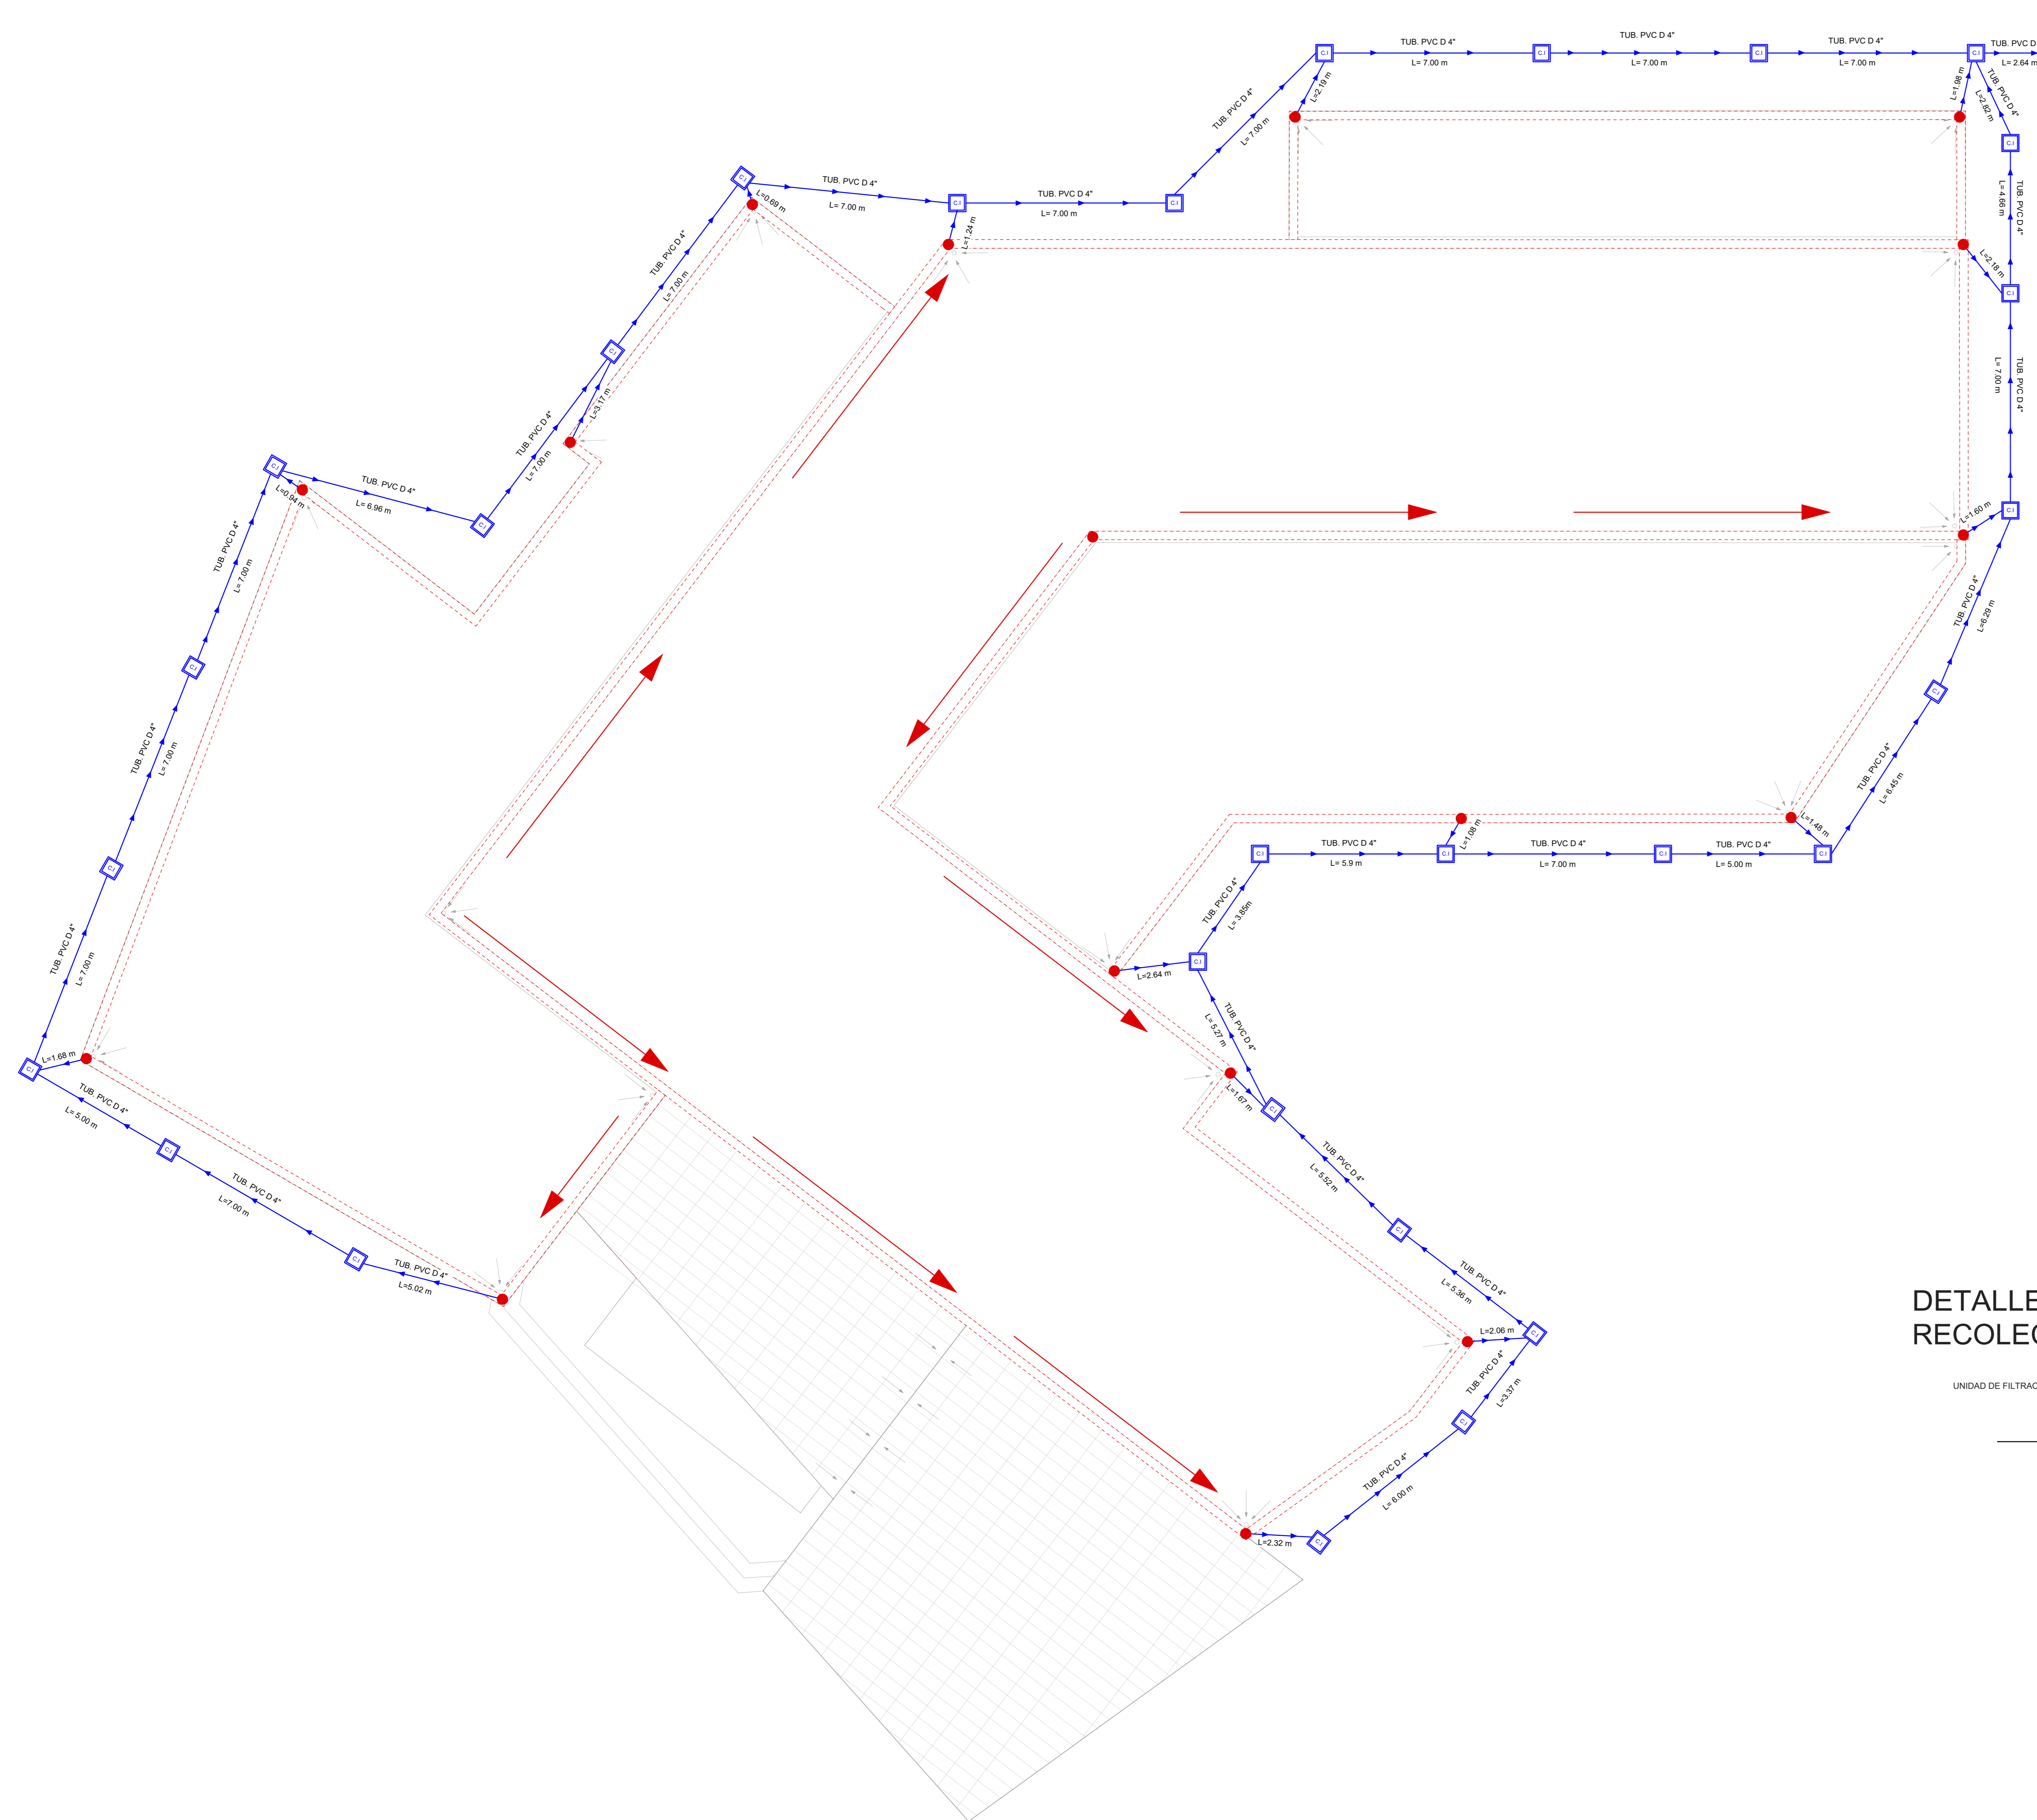 TUB. PVC D 4"
L= 7.00 m
TUB. PVC D 4"
L= 7.00 m
TUB. PVC D 4"
L= 7.00 m
TUB. PVC D
L= 2.64 m
C.I
C.I
C.I
C.I
L=2.19 m
L=1.98 m
TUB. PVC D 4"
L=2.82 m
TUB. PVC D 4"
L= 7.00 m
C.I
TUB. PVC D 4"
L= 4.66 m
C.I
L=0.69 m
TUB. PVC D 4"
L= 7.00 m
C.I
TUB. PVC D 4"
L= 7.00 m
C.I
L=1.24 m
L=2.18 m
C.I
TUB. PVC D 4"
L= 7.00 m
C.I
L=3.17 m
TUB. PVC D 4"
L= 7.00 m
TUB. PVC D 4"
L= 7.00 m
C.I
L=0.94 m
TUB. PVC D 4"
L= 6.96 m
C.I
L=1.60 m
C.I
TUB. PVC D 4"
L= 7.00 m
C.I
TUB. PVC D 4"
L=6.29 m
C.I
TUB. PVC D 4"
L= 7.00 m
C.I
TUB. PVC D 4"
L= 6.45 m
L=1.08 m
L=1.48 m
C.I
TUB. PVC D 4"
L= 5.9 m
C.I
TUB. PVC D 4"
L= 7.00 m
C.I
TUB. PVC D 4"
L= 5.00 m
C.I
TUB. PVC D 4"
L= 3.85m
TUB. PVC D 4"
L= 7.00 m
L=2.64 m
C.I
TUB. PVC D 4"
L= 5.27 m
L=1.68 m
C.I
L=1.67 m
C.I
TUB. PVC D 4"
L= 5.00 m
C.I
TUB. PVC D 4"
L= 5.52 m
TUB. PVC D 4"
L=7.00 m
C.I
C.I
TUB. PVC D 4"
L=5.02 m
TUB. PVC D 4"
L= 5.36 m
L=2.06 m
C.I
TUB. PVC D 4"
L=3.37 m
C.I
TUB. PVC D 4"
L= 6.00 m
L=2.32 m
C.I
DETALLE
RECOLEC
UNIDAD DE FILTRAC